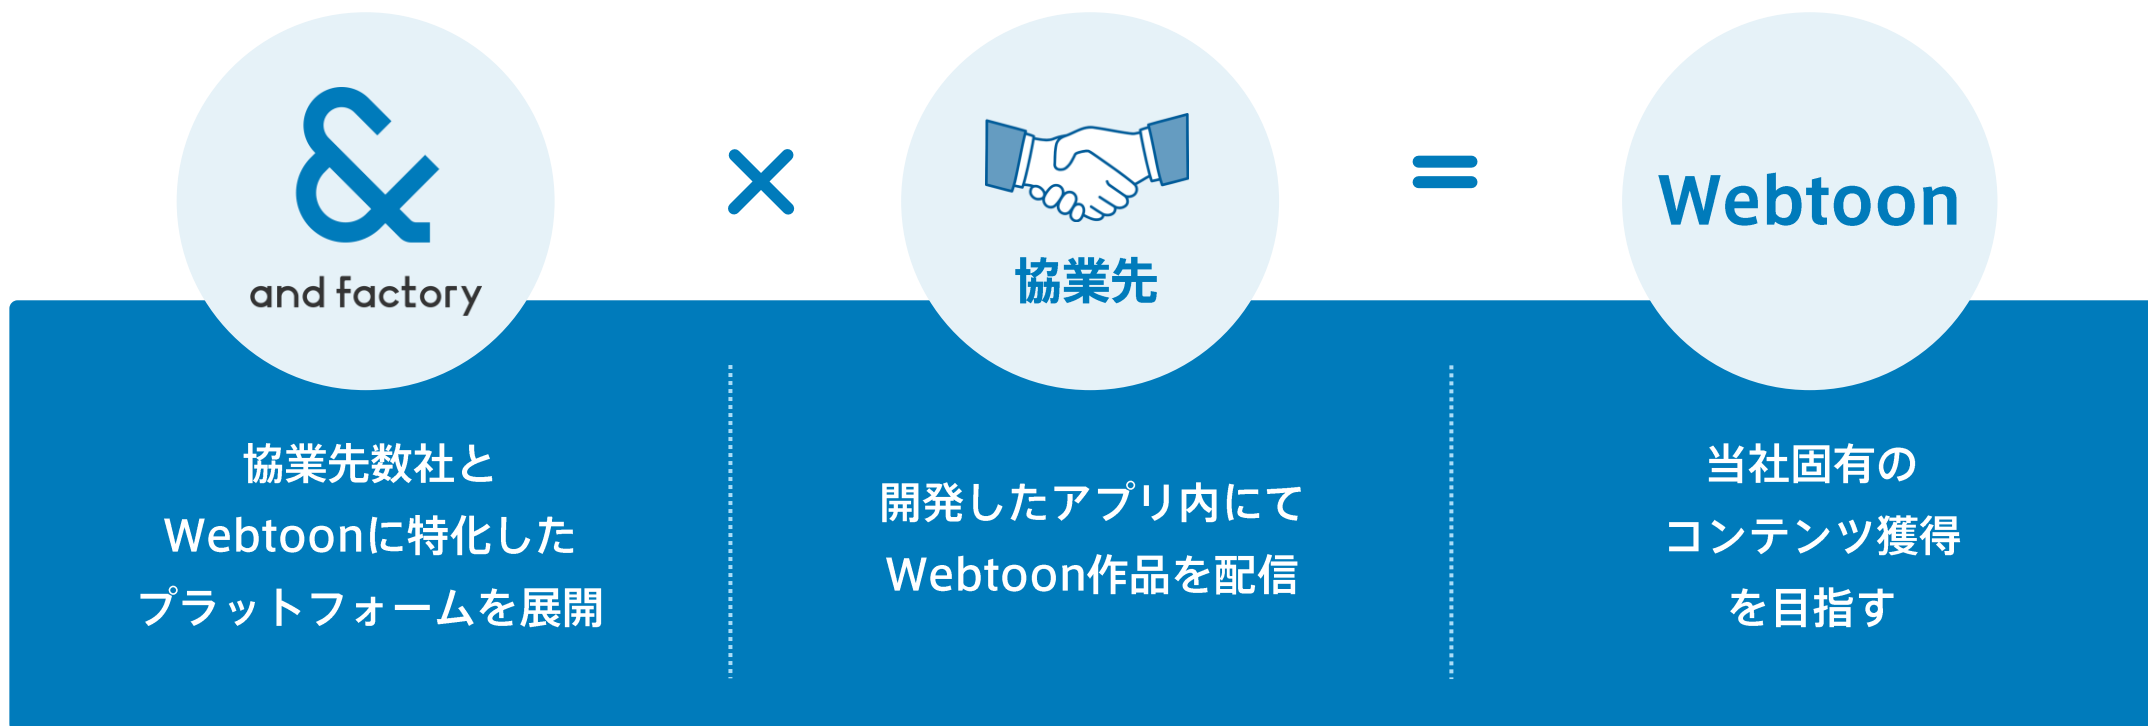 &
and factory
×
協業先
=
Webtoon
協業先数社と
Webtoonに特化した
プラットフォームを展開
開発したアプリ内にて
Webtoon作品を配信
当社固有の
コンテンツ獲得
を目指す